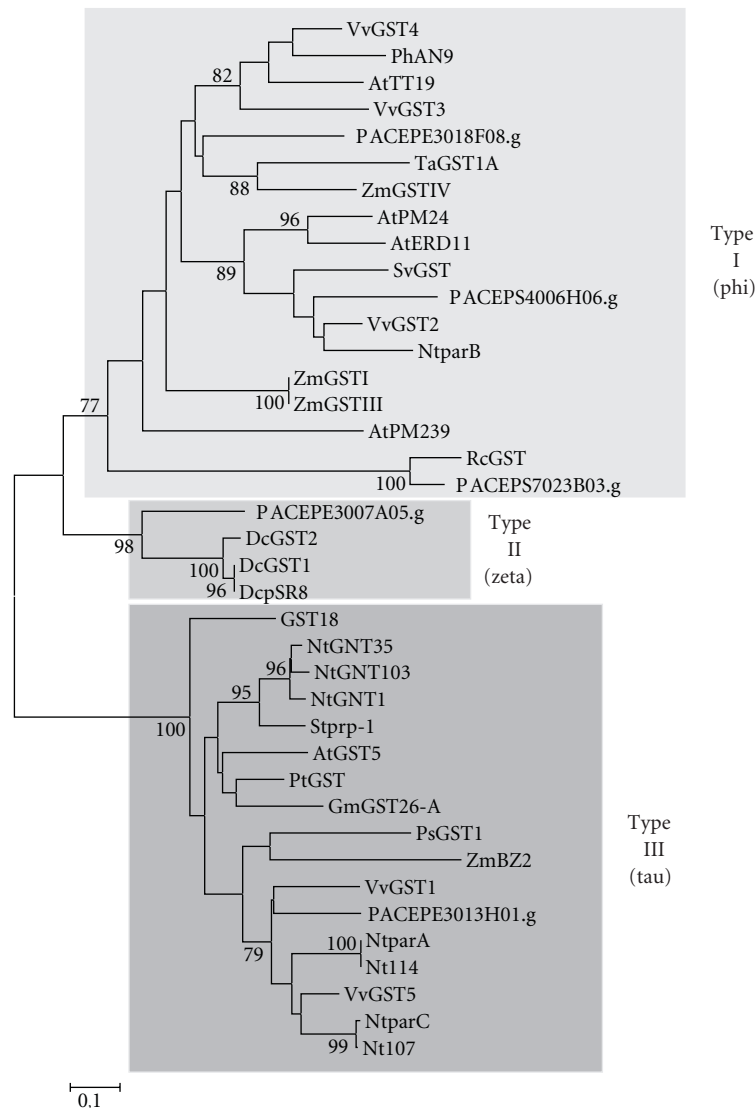 VvGST4
PhAN9
82
AtTT19
VvGST3
PACEPE3018F08.g
TaGST1A
88
ZmGSTIV
96
AtPM24
AtERD11
89
SvGST
PACEPS4006H06.g
VvGST2
NtparB
ZmGSTI
100
ZmGSTIII
77
AtPM239
RcGST
100
PACEPS7023B03.g
Type
I
(phi)
PACEPE3007A05.g
98
DcGST2
100
DcGST1
96
DcpSR8
Type
II
(zeta)
GST18
NtGNT35
96
NtGNT103
95
NtGNT1
100
Stprp-1
AtGST5
PtGST
GmGST26-A
PsGST1
ZmBZ2
VvGST1
PACEPE3013H01.g
79
100
NtparA
Nt114
VvGST5
NtparC
99
Nt107
Type
III
(tau)
0.1